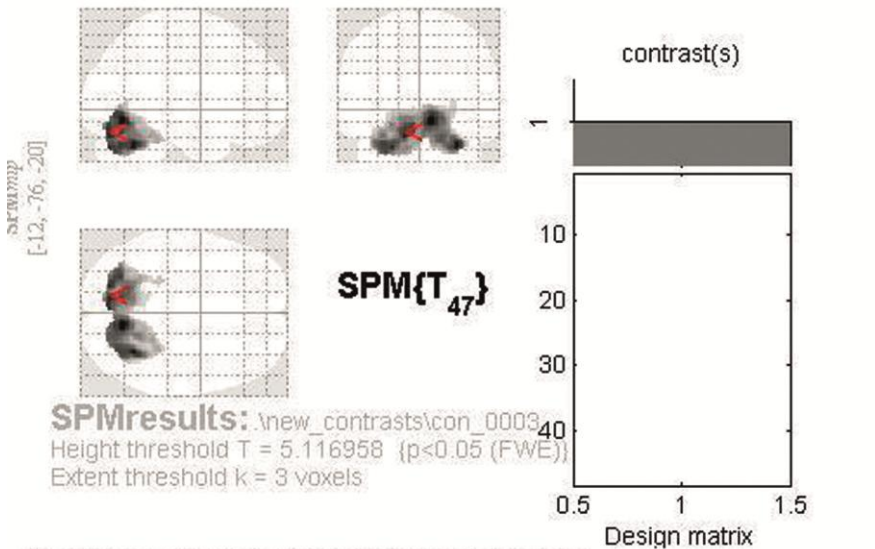 contrast(s)
1
SPMmip
[-12, -76, -20]
10
20
30
40
0.5 1 1.5
Design matrix
SPM{T47}
SPMresults: .\new_contrasts\con_0003
Height threshold T = 5.116958 {p<0.05 (FWE)}
Extent threshold k = 3 voxels